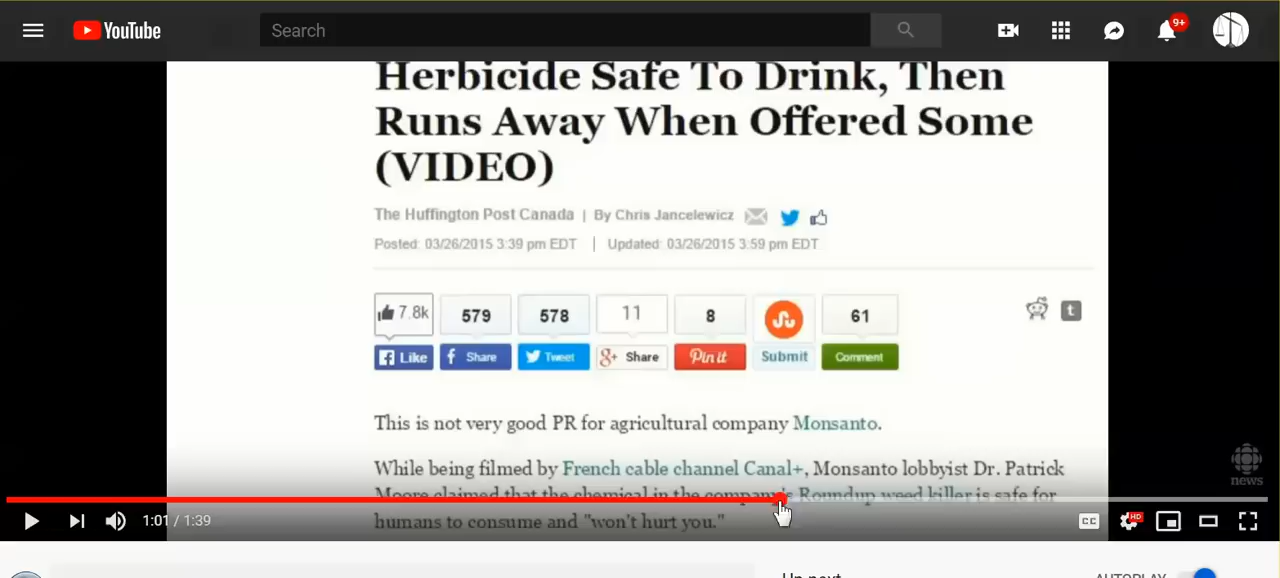 YouTube
Search
9+
Herbicide Safe To Drink, Then
Runs Away When Offered Some
(VIDEO)
The Huffington Post Canada | By Chris Jancelewicz
Posted: 03/26/2015 3:39 pm EDT | Updated: 03/26/2015 3:59 pm EDT
7.8k 579 578 11 8 61
Like Share Tweet Share Pin it Submit Comment
This is not very good PR for agricultural company Monsanto.
While being filmed by French cable channel Canal+, Monsanto lobbyist Dr. Patrick
Moore claimed that the chemical in the company's Roundup weed killer is safe for
humans to consume and "won't hurt you."
news
1:01 / 1:39
CC
HD
Up next
AUTOPLAY